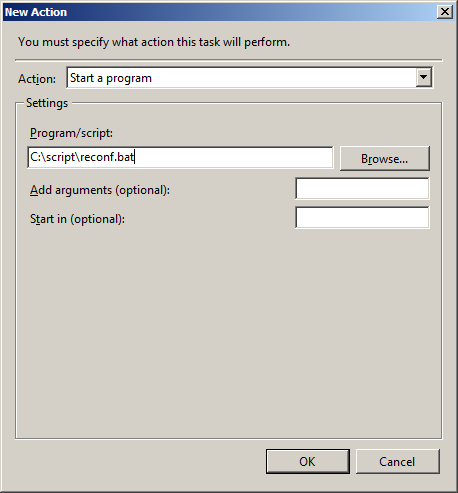 New Action
You must specify what action this task will perform.
Action: Start a program
Settings
Program/script:
C:\script\reconf.bat Browse...
Add arguments (optional):
Start in (optional):
OK Cancel